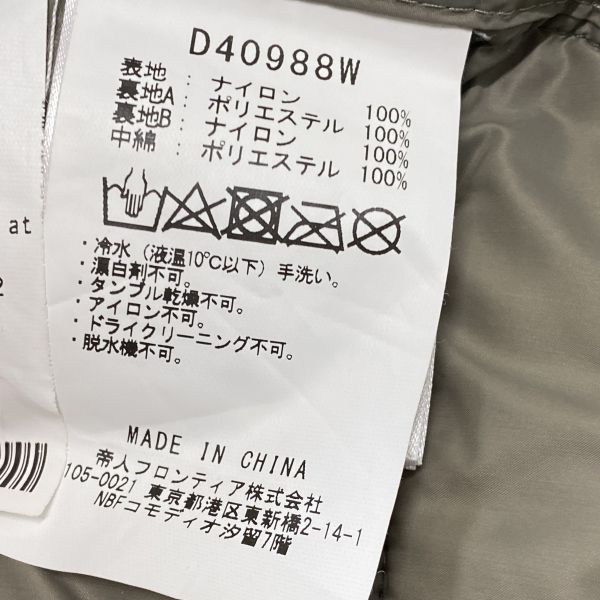 D40988W
表地 : ナイロン 100%
裏地A : ポリエステル 100%
裏地B : ナイロン 100%
中綿 : ポリエステル 100%
・冷水（液温10℃以下）手洗い。
・漂白剤不可。
・タンブル乾燥不可。
・アイロン不可。
・ドライクリーニング不可。
・脱水機不可。
MADE IN CHINA
帝人フロンティア株式会社
105-0021 東京都港区東新橋2-14-1
NBFコモディオ汐留7階
at
2